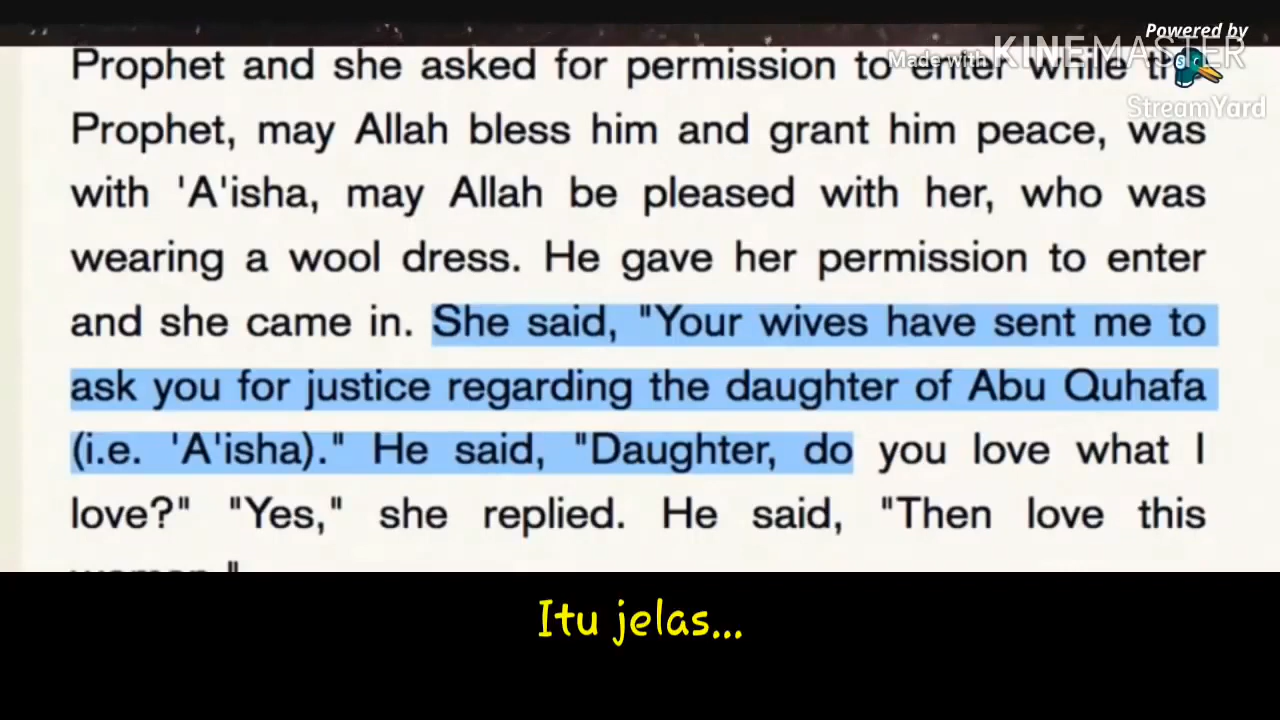 Powered by
Made with KINEMASTER
StreamYard
Prophet and she asked for permission to enter while the
Prophet, may Allah bless him and grant him peace, was
with 'A'isha, may Allah be pleased with her, who was
wearing a wool dress. He gave her permission to enter
and she came in. She said, "Your wives have sent me to
ask you for justice regarding the daughter of Abu Quhafa
(i.e. 'A'isha)." He said, "Daughter, do you love what I
love?" "Yes," she replied. He said, "Then love this
woman."
Itu jelas...